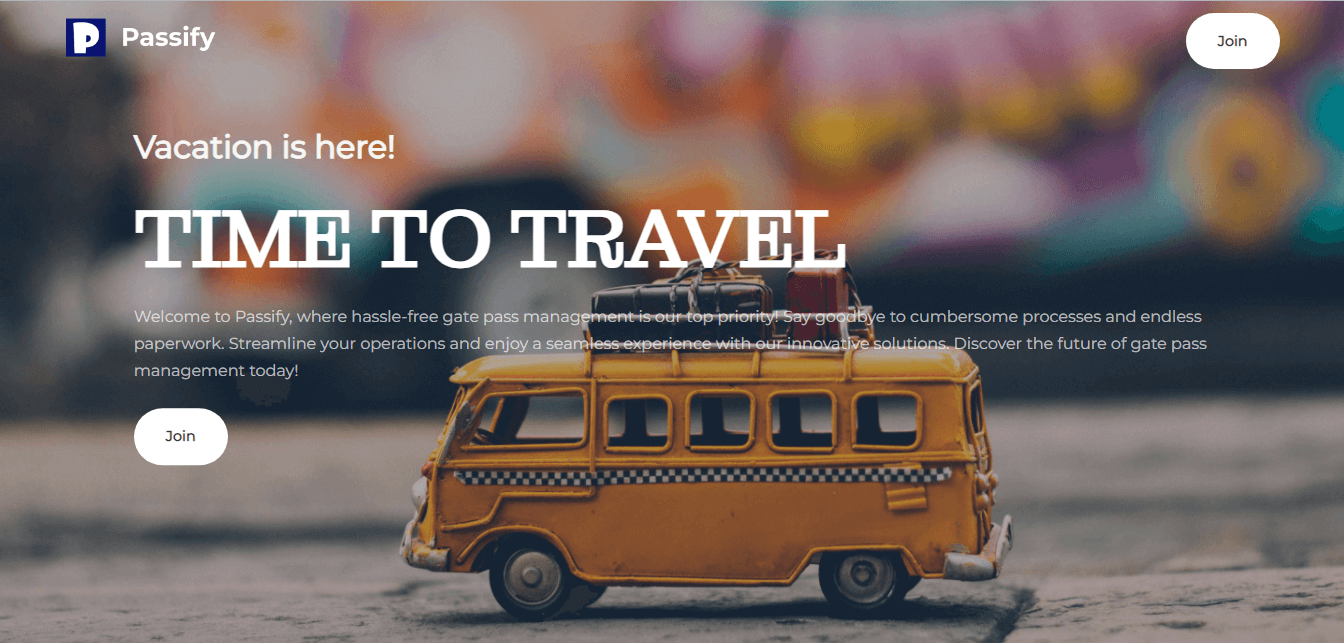 P Passify
Join
Vacation is here!
TIME TO TRAVEL
Welcome to Passify, where hassle-free gate pass management is our top priority! Say goodbye to cumbersome processes and endless
paperwork. Streamline your operations and enjoy a seamless experience with our innovative solutions. Discover the future of gate pass
management today!
Join